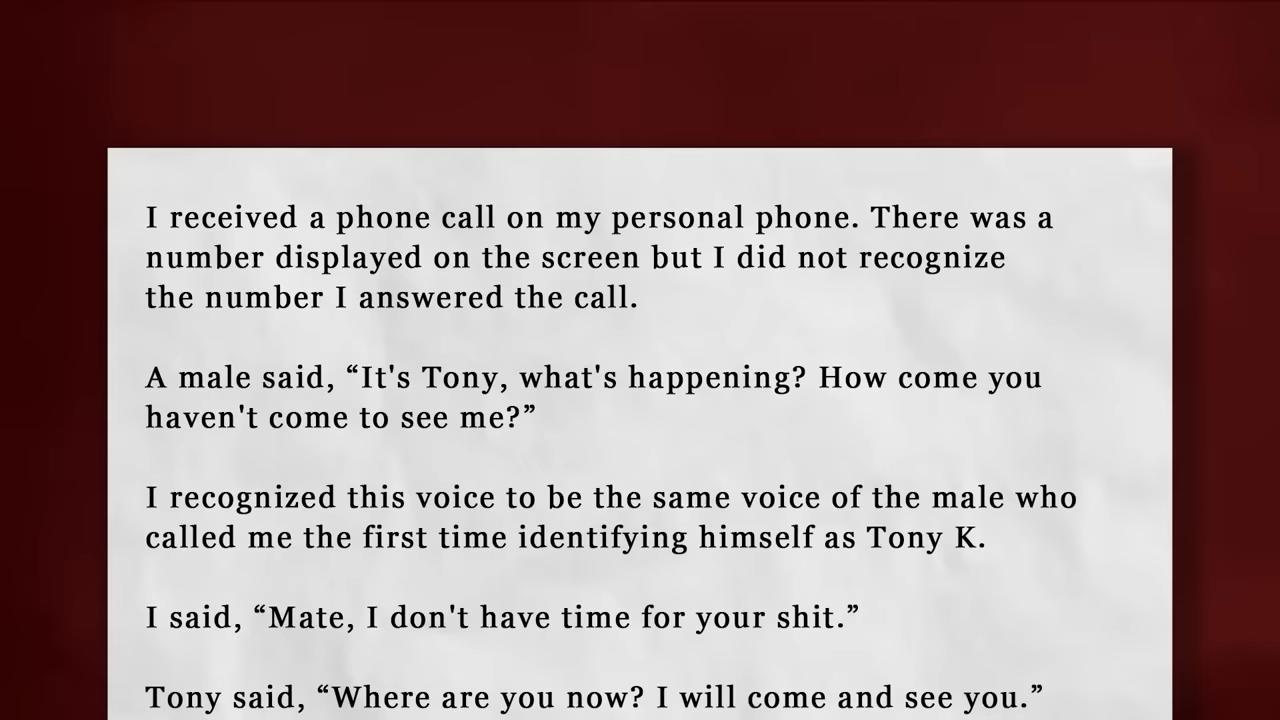 I received a phone call on my personal phone. There was a
number displayed on the screen but I did not recognize
the number I answered the call.
A male said, “It's Tony, what's happening? How come you
haven't come to see me?”
I recognized this voice to be the same voice of the male who
called me the first time identifying himself as Tony K.
I said, “Mate, I don't have time for your shit.”
Tony said, “Where are you now? I will come and see you.”